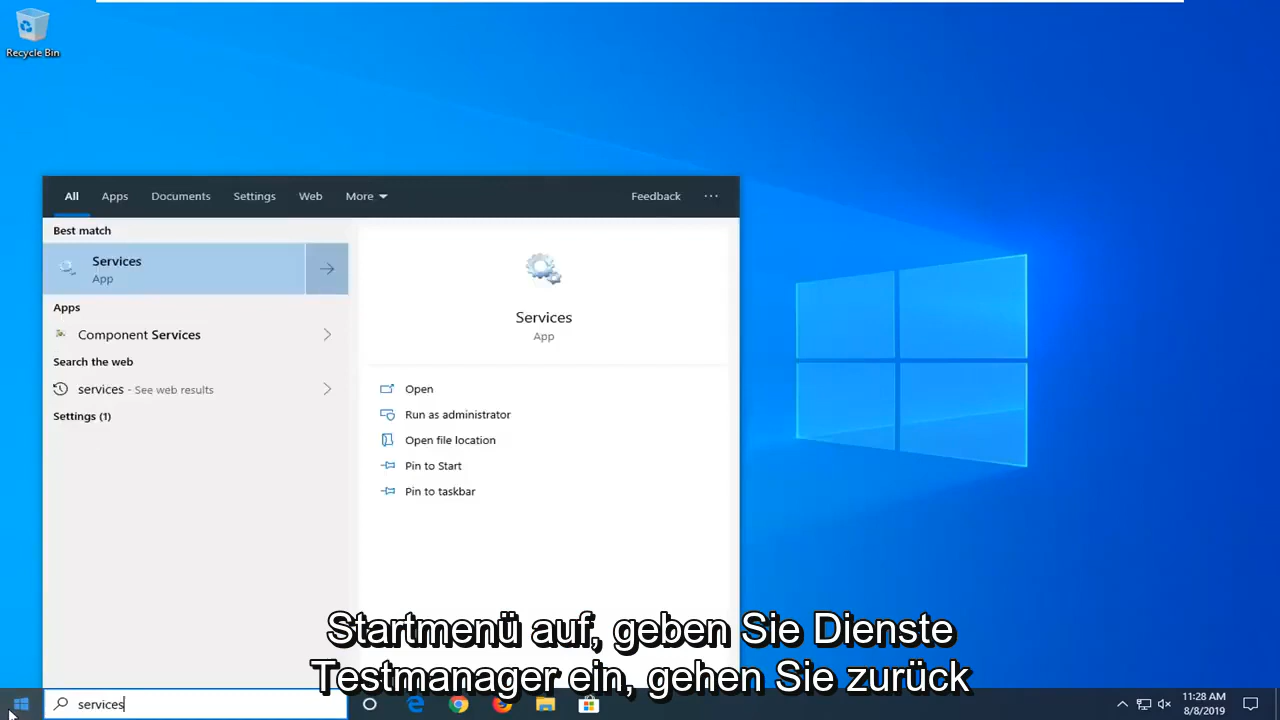 Recycle Bin
All Apps Documents Settings Web More Feedback ...
Best match
Services
App
Apps
Component Services
Search the web
services - See web results
Settings (1)
Services
App
Open
Run as administrator
Open file location
Pin to Start
Pin to taskbar
Startmenü auf, geben Sie Dienste
Testmanager ein, gehen Sie zurück
services
11:28 AM
8/8/2019